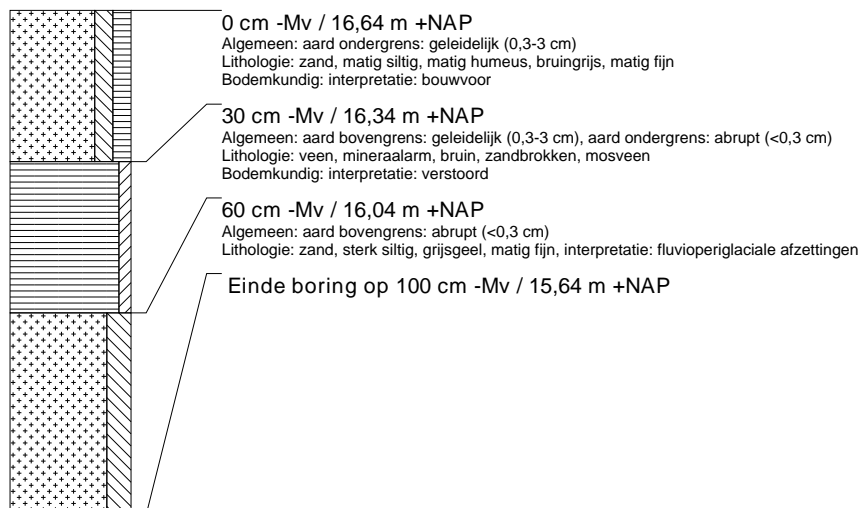 0 cm -Mv / 16,64 m +NAP
Algemeen: aard ondergrens: geleidelijk (0,3-3 cm)
Lithologie: zand, matig siltig, matig humeus, bruingrijs, matig fijn
Bodemkundig: interpretatie: bouwvoor
30 cm -Mv / 16,34 m +NAP
Algemeen: aard bovengrens: geleidelijk (0,3-3 cm), aard ondergrens: abrupt (<0,3 cm)
Lithologie: veen, mineraalarm, bruin, zandbrokken, mosveen
Bodemkundig: interpretatie: verstoord
60 cm -Mv / 16,04 m +NAP
Algemeen: aard bovengrens: abrupt (<0,3 cm)
Lithologie: zand, sterk siltig, grijsgeel, matig fijn, interpretatie: fluvioperiglaciale afzettingen
Einde boring op 100 cm -Mv / 15,64 m +NAP